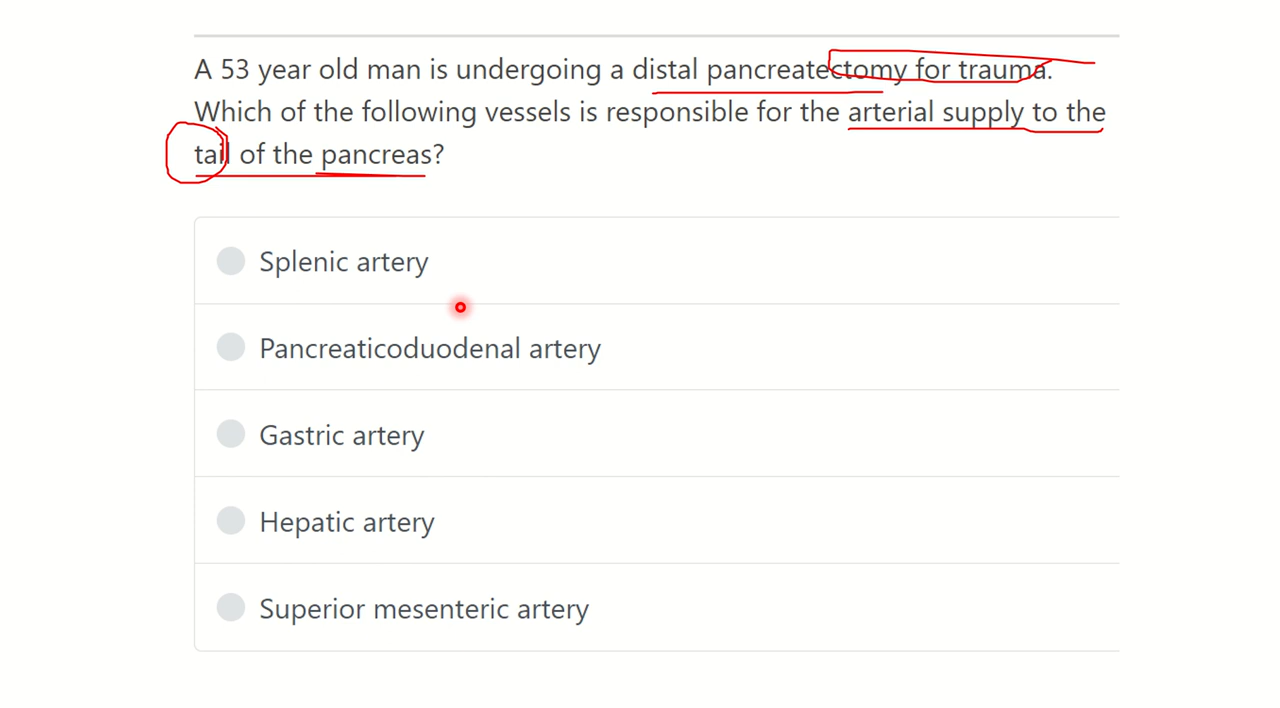 A 53 year old man is undergoing a distal pancreatectomy for trauma.
Which of the following vessels is responsible for the arterial supply to the
tail of the pancreas?
Splenic artery
Pancreaticoduodenal artery
Gastric artery
Hepatic artery
Superior mesenteric artery